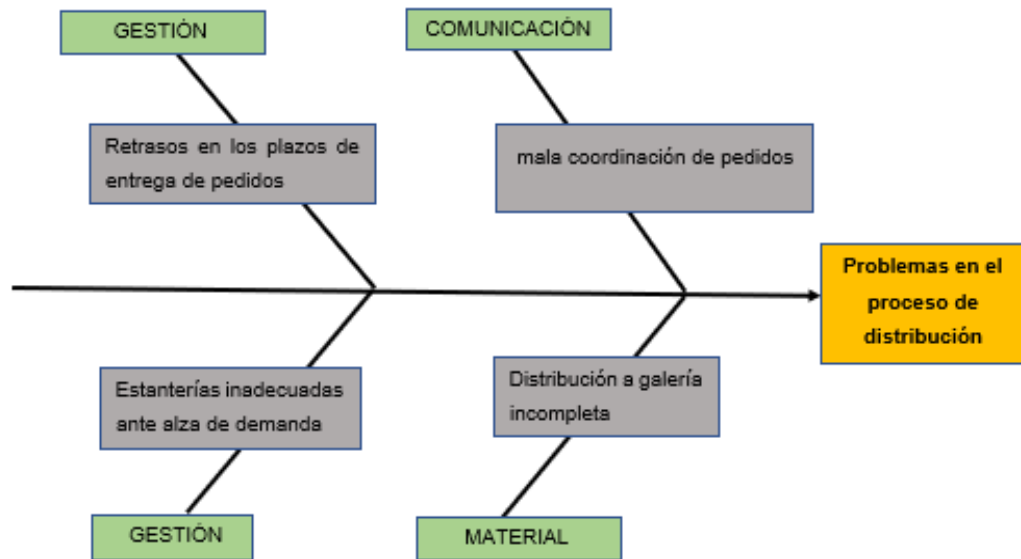 GESTIÓN
COMUNICACIÓN
Retrasos en los plazos de
entrega de pedidos
mala coordinación de pedidos
Problemas en el
proceso de
distribución
Estanterías inadecuadas
ante alza de demanda
Distribución a galería
incompleta
GESTIÓN
MATERIAL